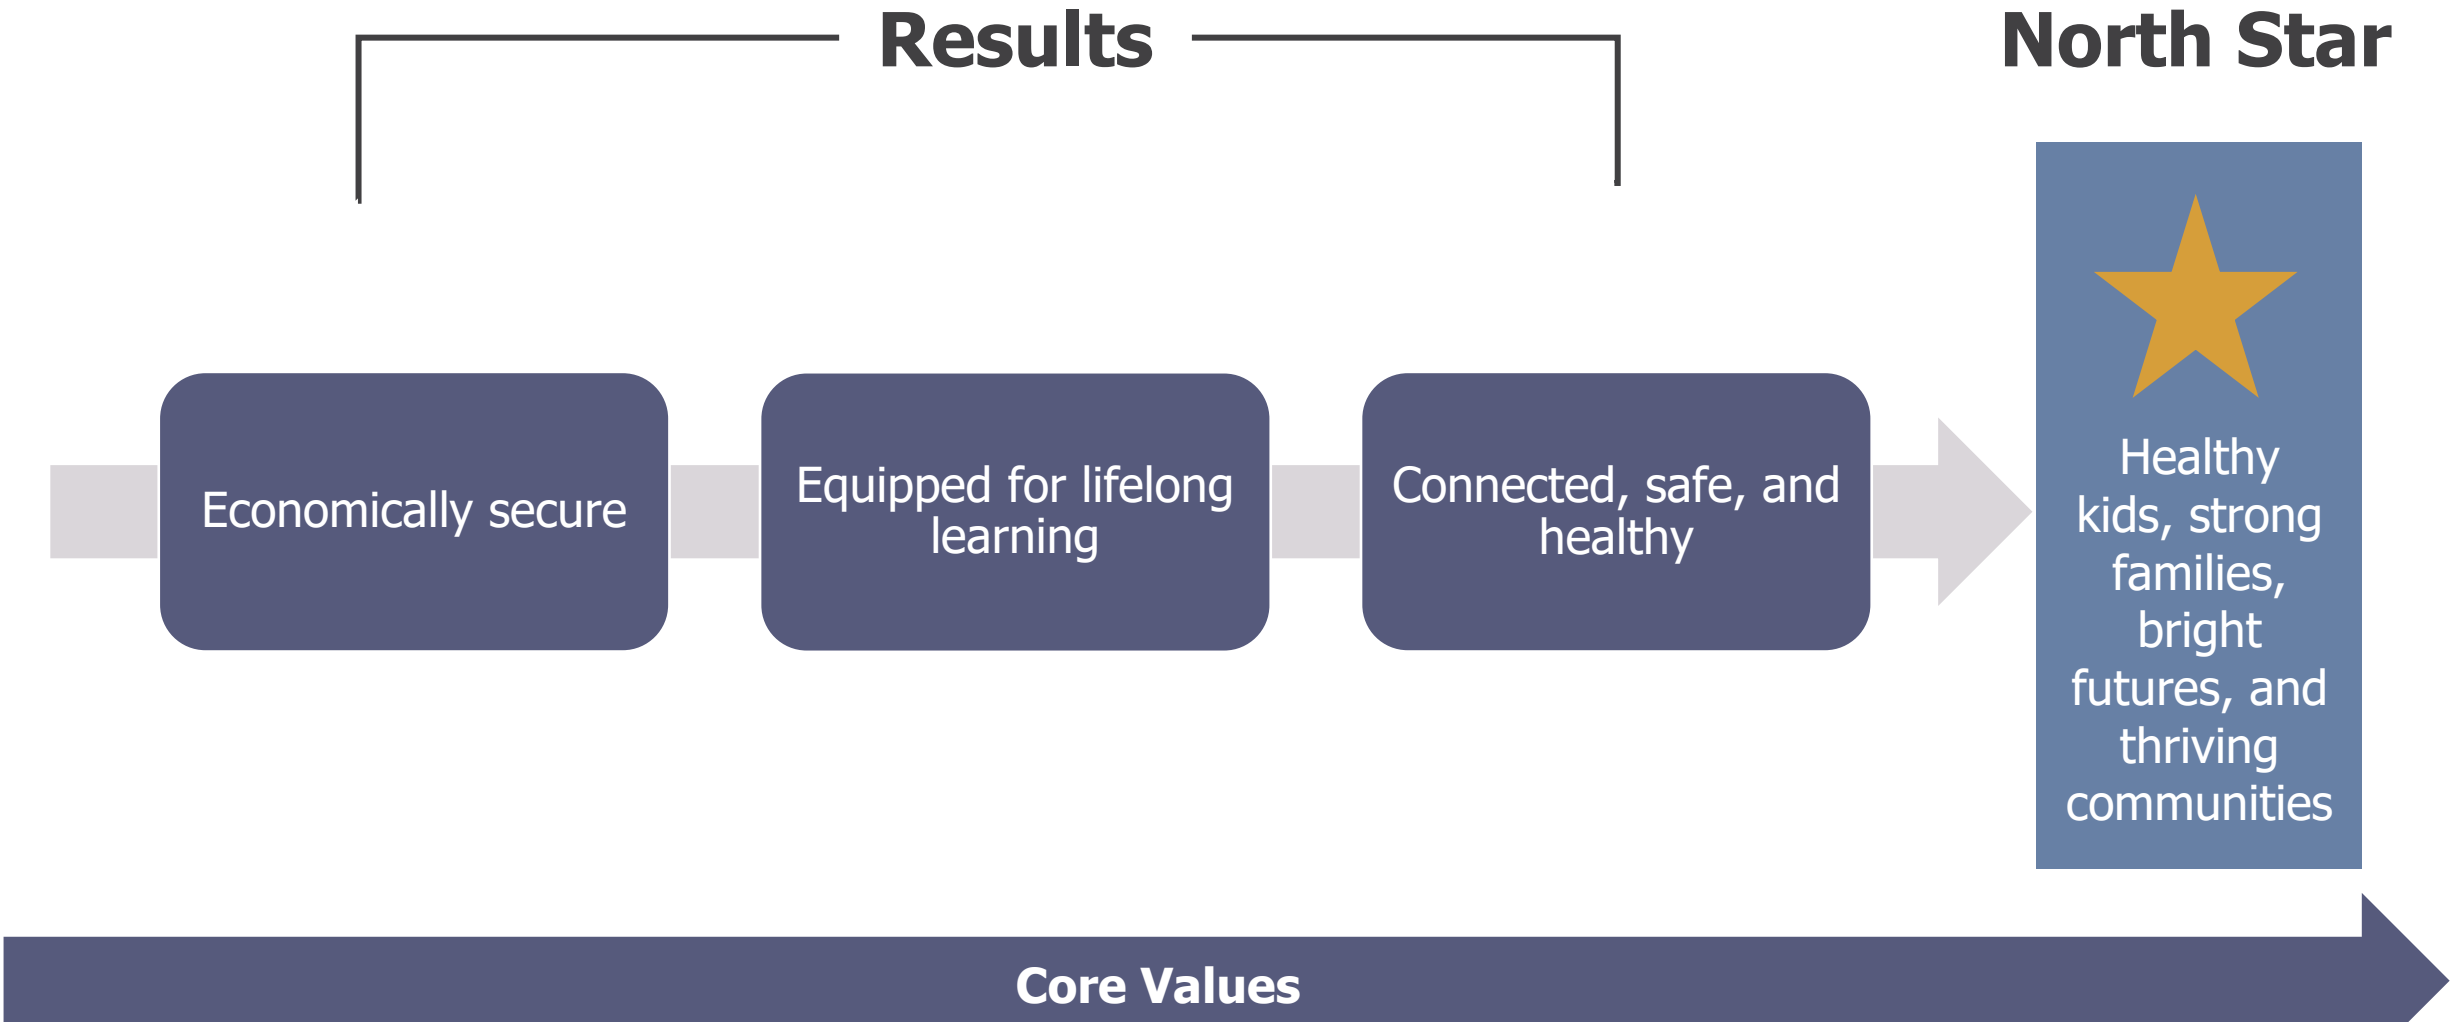 Results
North Star
Economically secure
Equipped for lifelong
learning
Connected, safe, and
healthy
Healthy
kids, strong
families,
bright
futures, and
thriving
communities
Core Values